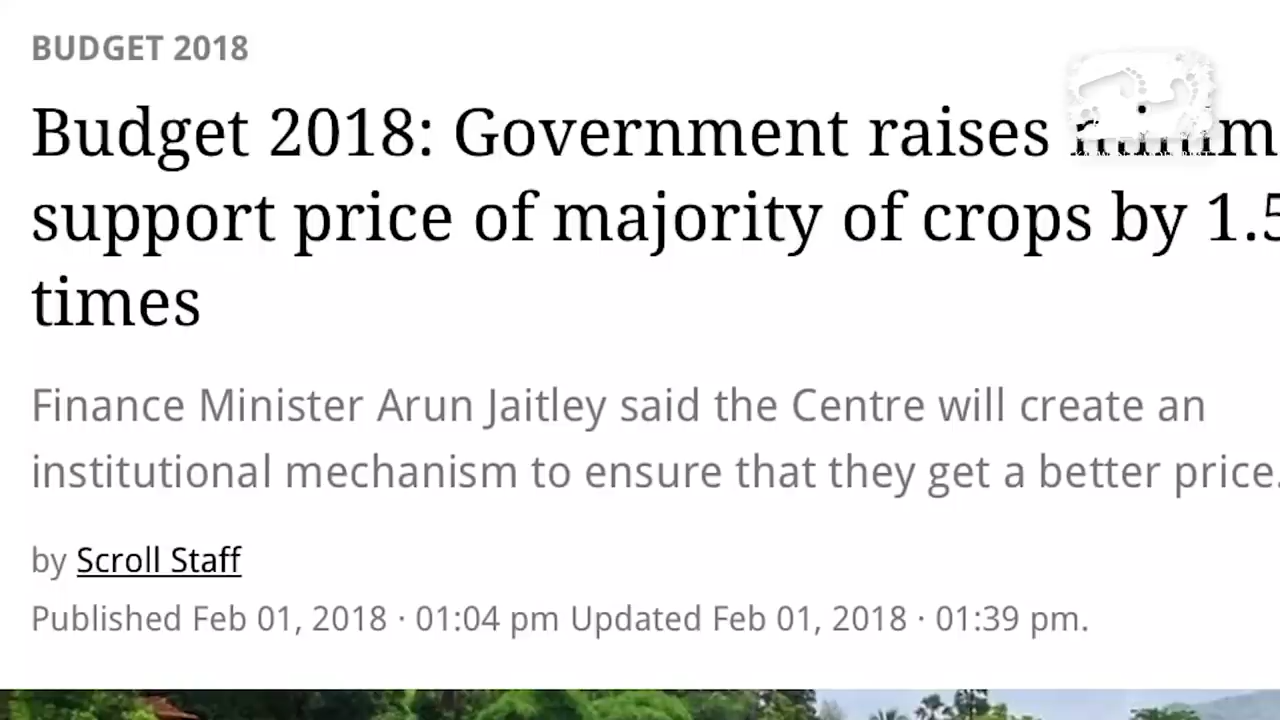 BUDGET 2018
Budget 2018: Government raises
support price of majority of crops by 1.5
times
Finance Minister Arun Jaitley said the Centre will create an
institutional mechanism to ensure that they get a better price.
by Scroll Staff
Published Feb 01, 2018 · 01:04 pm Updated Feb 01, 2018 · 01:39 pm.